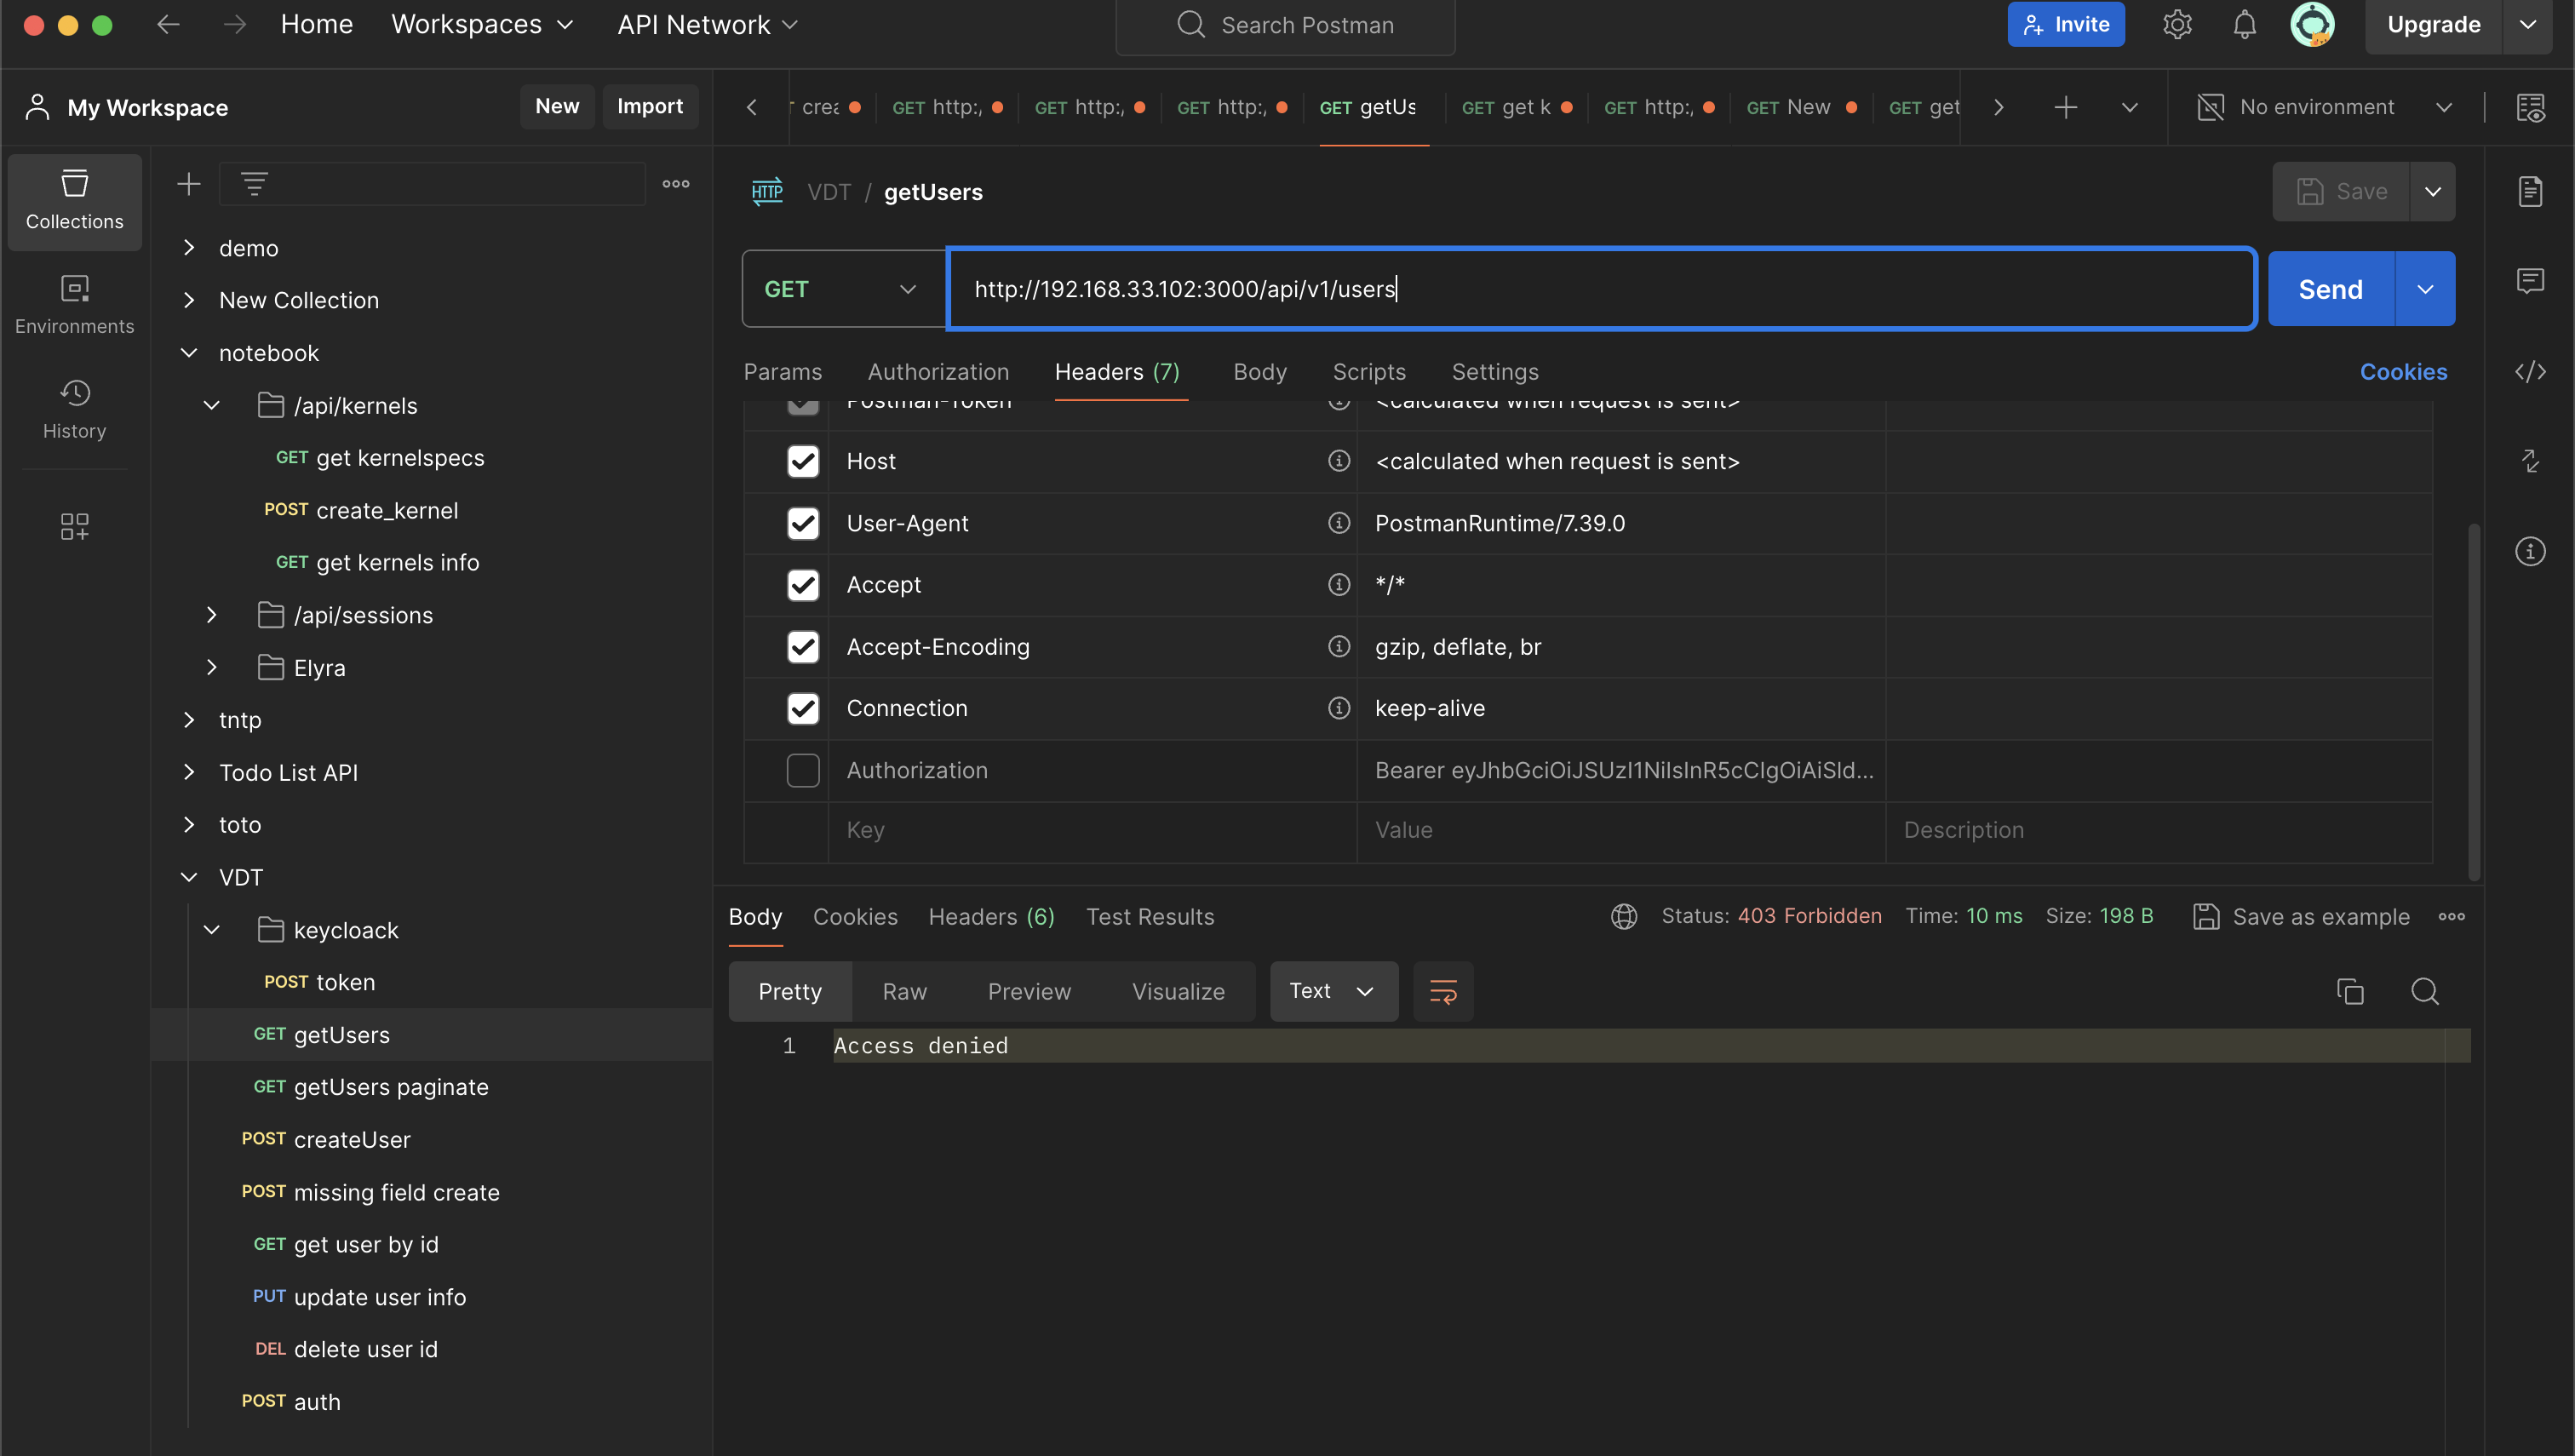 Home Workspaces API Network Search Postman Invite Upgrade
My Workspace New Import
crea GET http:/ GET http:/ GET http:/ GET getUs GET get k GET http:/ GET New GET get No environment
Collections
Environments
History
demo
New Collection
notebook
/api/kernels
GET get kernelspecs
POST create_kernel
GET get kernels info
/api/sessions
Elyra
tntp
Todo List API
toto
VDT
keycloack
POST token
GET getUsers
GET getUsers paginate
POST createUser
POST missing field create
GET get user by id
PUT update user info
DEL delete user id
POST auth
HTTP VDT / getUsers Save
GET http://192.168.33.102:3000/api/v1/users Send
Params Authorization Headers (7) Body Scripts Settings Cookies
Postman-Token <calculated when request is sent>
Host <calculated when request is sent>
User-Agent PostmanRuntime/7.39.0
Accept */*
Accept-Encoding gzip, deflate, br
Connection keep-alive
Authorization Bearer eyJhbGciOiJSUzI1NiIsInR5cCIgOiAiSld...
Key Value Description
Body Cookies Headers (6) Test Results Status: 403 Forbidden Time: 10 ms Size: 198 B Save as example
Pretty Raw Preview Visualize Text
1 Access denied